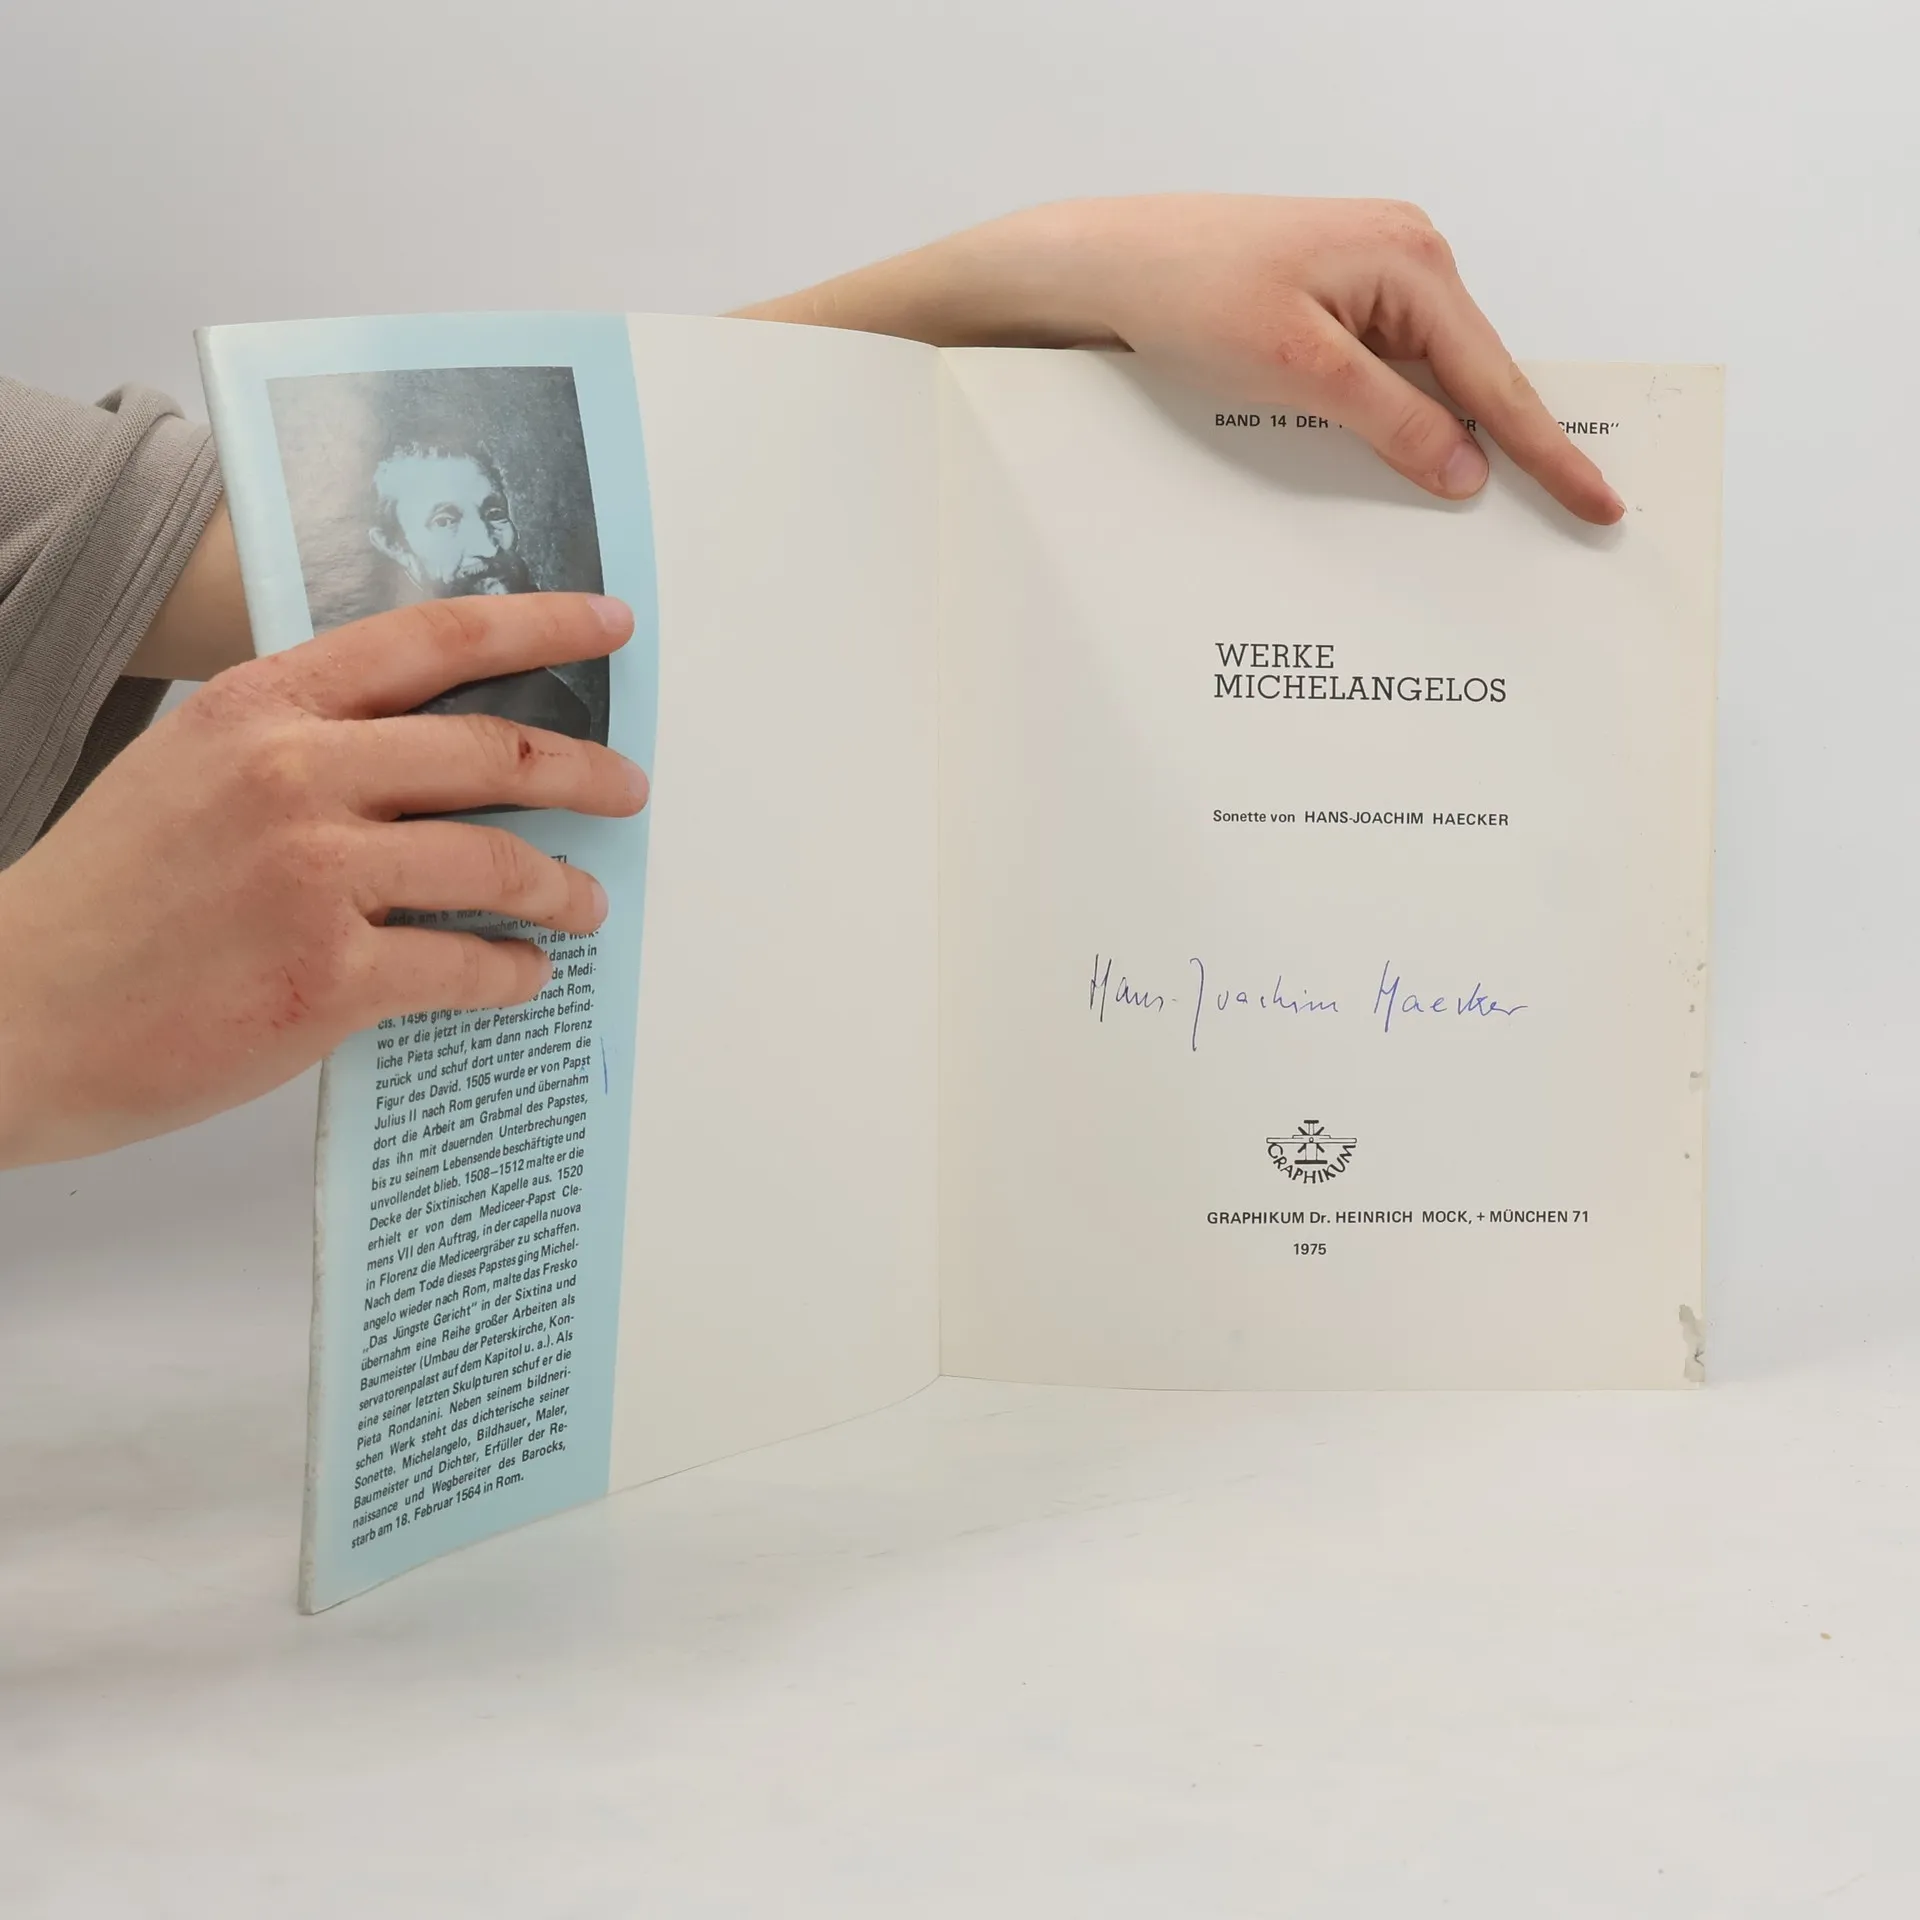 danach in
de Medi-
nach Rom,
cis. 1496 ging er
wo er die jetzt in der Peterskirche befind-
liche Pieta schuf, kam dann nach Florenz
zurück und schuf dort unter anderem die
Figur des David. 1505 wurde er von Papst
Julius II nach Rom gerufen und übernahm
dort die Arbeit am Grabmal des Papstes,
das ihn mit dauernden Unterbrechungen
bis zu seinem Lebensende beschäftigte und
unvollendet blieb. 1508–1512 malte er die
Decke der Sixtinischen Kapelle aus. 1520
erhielt er von dem Mediceer-Papst Cle-
mens VII den Auftrag, in der capella nuova
in Florenz die Mediceergräber zu schaffen.
Nach dem Tode dieses Papstes ging Michel-
angelo wieder nach Rom, malte das Fresko
„Das Jüngste Gericht" in der Sixtina und
übernahm eine Reihe großer Arbeiten als
Baumeister (Umbau der Peterskirche, Kon-
servatorenpalast auf dem Kapitol u. a.). Als
eine seiner letzten Skulpturen schuf er die
Pieta Rondanini. Neben seinem bildneri-
schen Werk steht das dichterische seiner
Sonette. Michelangelo, Bildhauer, Maler,
Baumeister und Dichter, Erfüller der Re-
naissance und Wegbereiter des Barocks,
starb am 18. Februar 1564 in Rom.
BAND 14 DER CHNER"
WERKE
MICHELANGELOS
Sonette von HANS-JOACHIM HAECKER
Hans-Joachim Haecker
GRAPHIKUM
GRAPHIKUM Dr. HEINRICH MOCK, + MÜNCHEN 71
1975